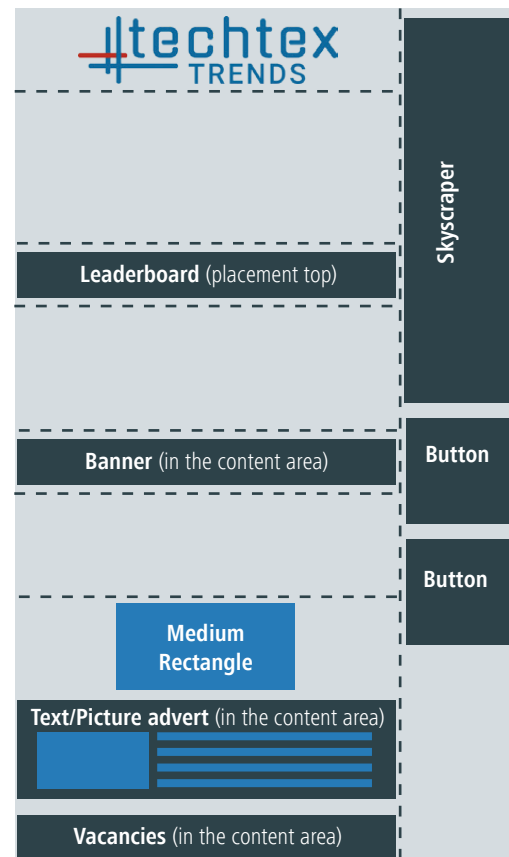 techtex
TRENDS
Skyscraper
Leaderboard (placement top)
Banner (in the content area)
Button
Button
Medium
Rectangle
Text/Picture advert (in the content area)
Vacancies (in the content area)